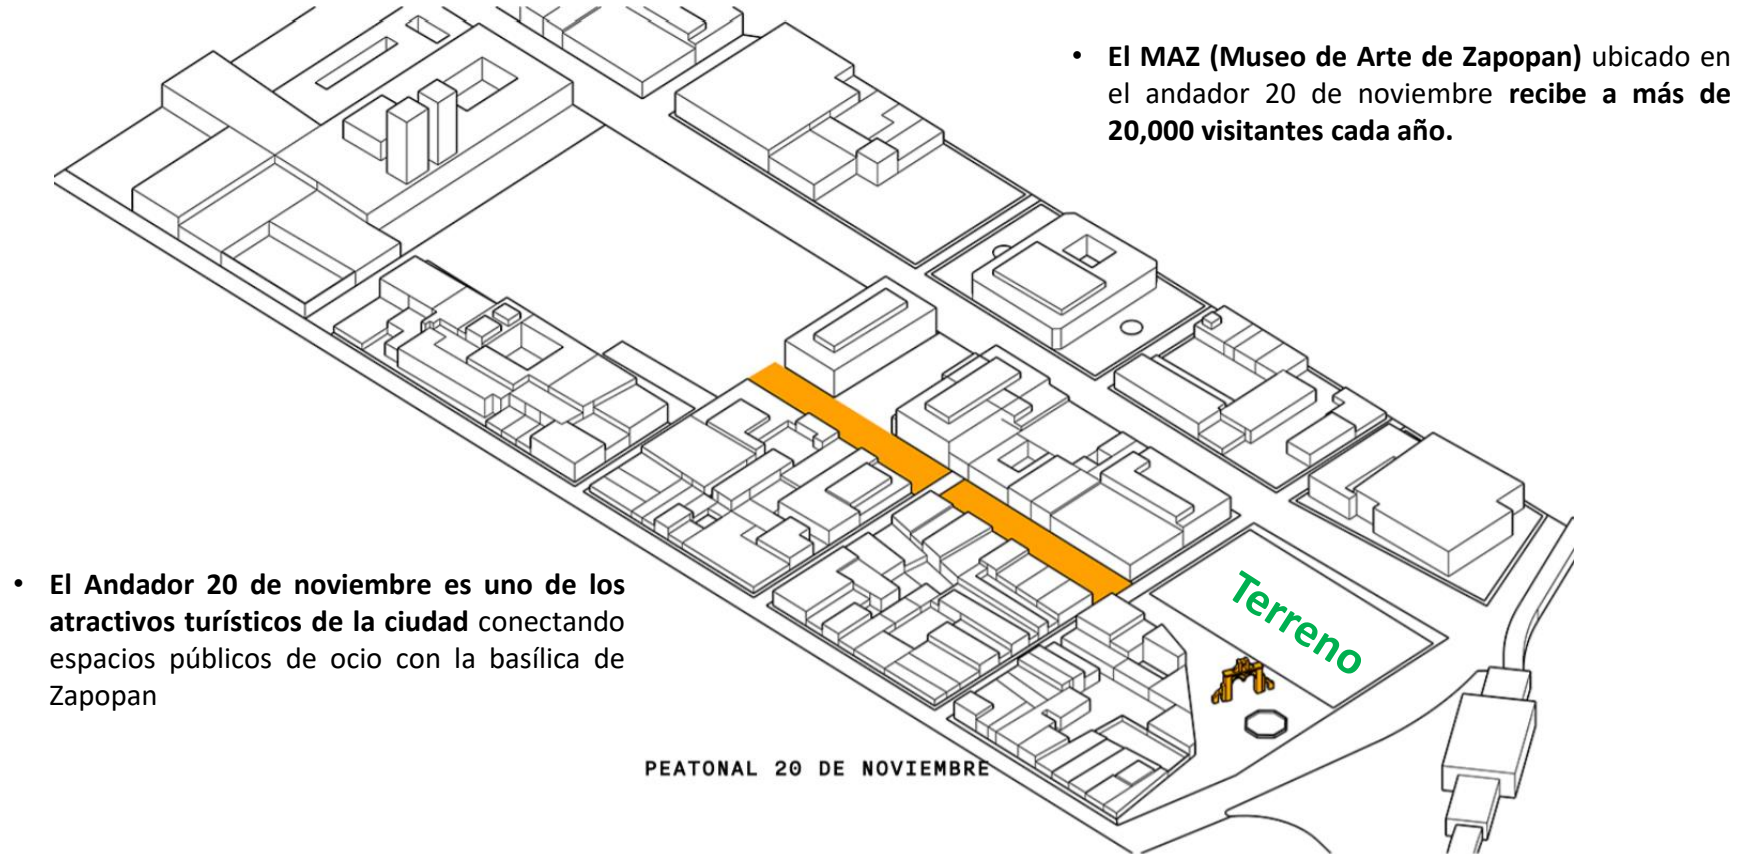 • El MAZ (Museo de Arte de Zapopan) ubicado en
el andador 20 de noviembre recibe a más de
20,000 visitantes cada año.
• El Andador 20 de noviembre es uno de los
atractivos turísticos de la ciudad conectando
espacios públicos de ocio con la basílica de
Zapopan
Terreno
PEATONAL 20 DE NOVIEMBRE